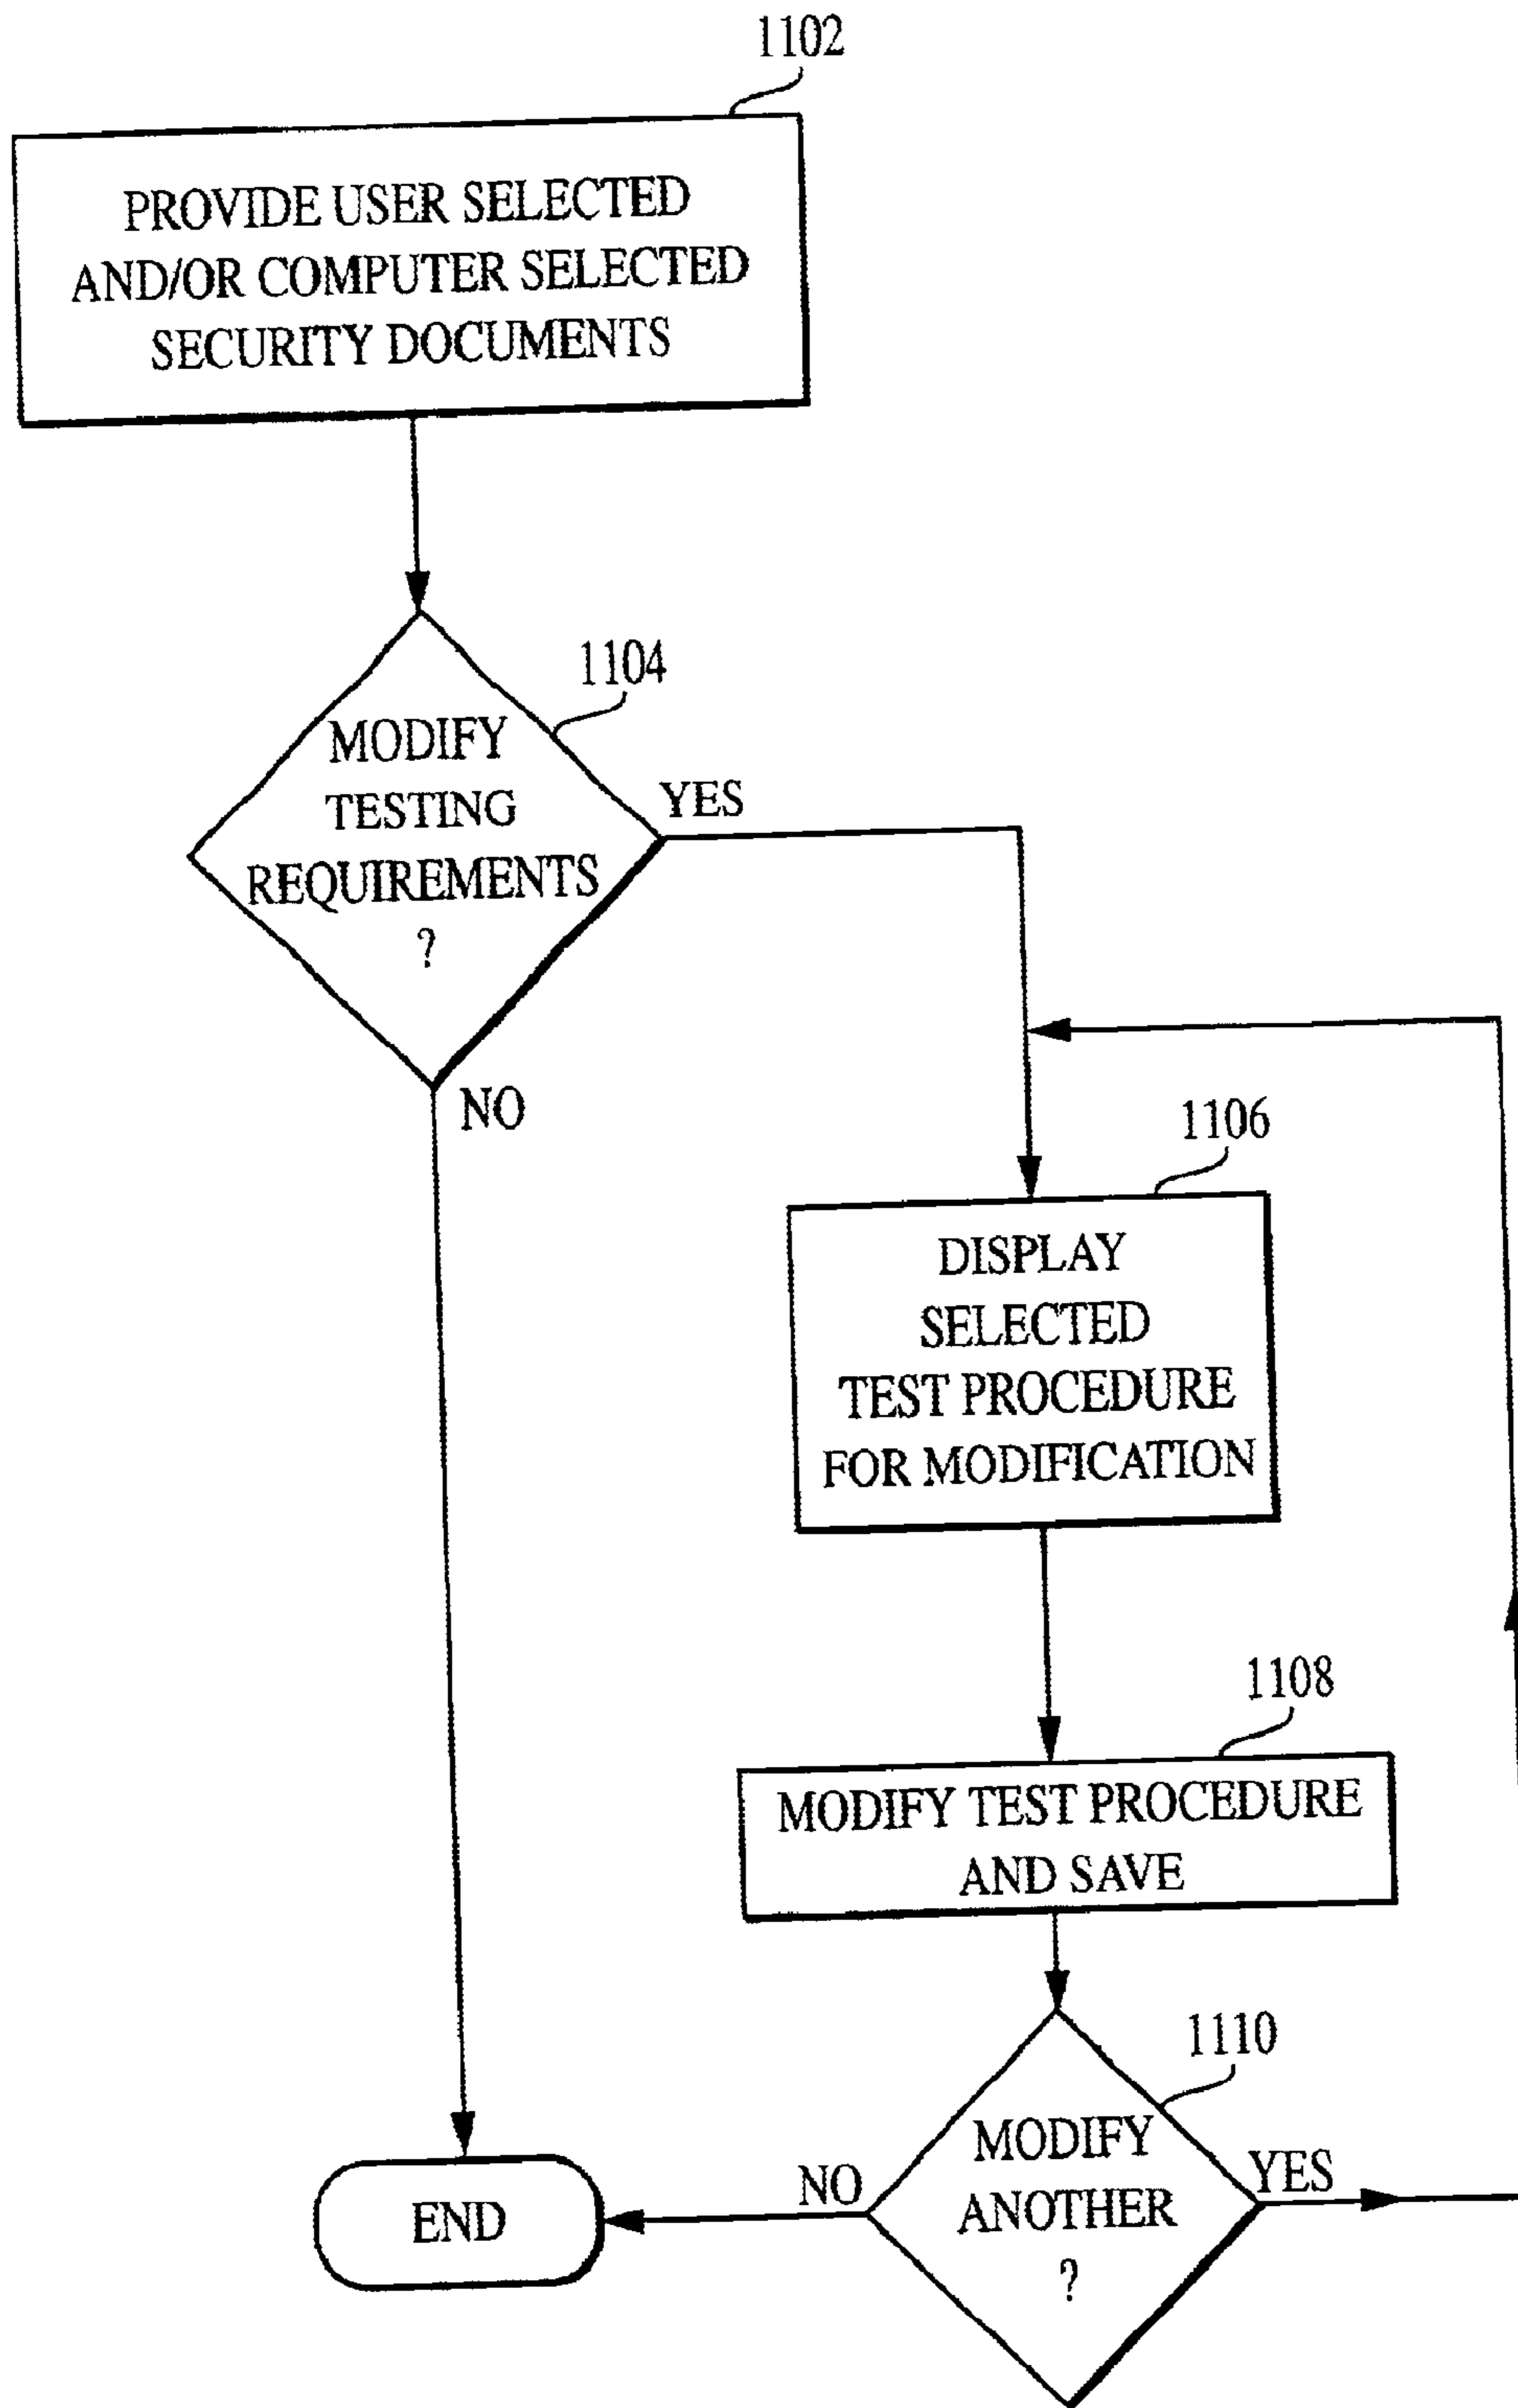 1102
PROVIDE USER SELECTED
AND/OR COMPUTER SELECTED
SECURITY DOCUMENTS
1104
MODIFY
TESTING
REQUIREMENTS
?
YES
NO
1106
DISPLAY
SELECTED
TEST PROCEDURE
FOR MODIFICATION
1108
MODIFY TEST PROCEDURE
AND SAVE
1110
MODIFY
ANOTHER
?
NO
YES
END